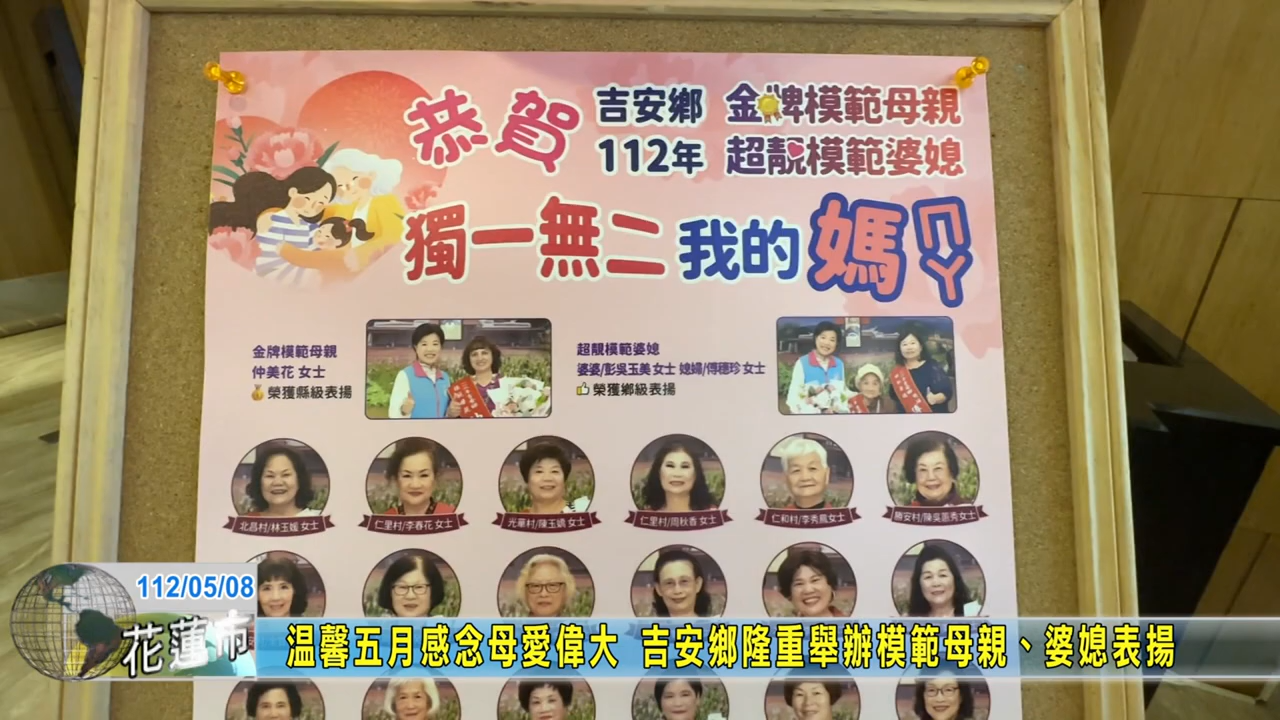 恭賀
吉安鄉 金牌模範母親
112年 超靚模範婆媳
獨一無二 我的媽ㄇㄚ
金牌模範母親
仲美花 女士
榮獲縣級表揚
超靚模範婆媳
婆婆/彭吳玉美 女士 媳婦/傅穗珍 女士
榮獲鄉級表揚
北昌村/林玉媛 女士
仁里村/李春花 女士
光華村/陳玉嬌 女士
仁里村/周秋香 女士
仁和村/李秀鳳 女士
勝安村/陳吳蕙秀 女士
112/05/08
花蓮市
溫馨五月感念母愛偉大 吉安鄉隆重舉辦模範母親、婆媳表揚